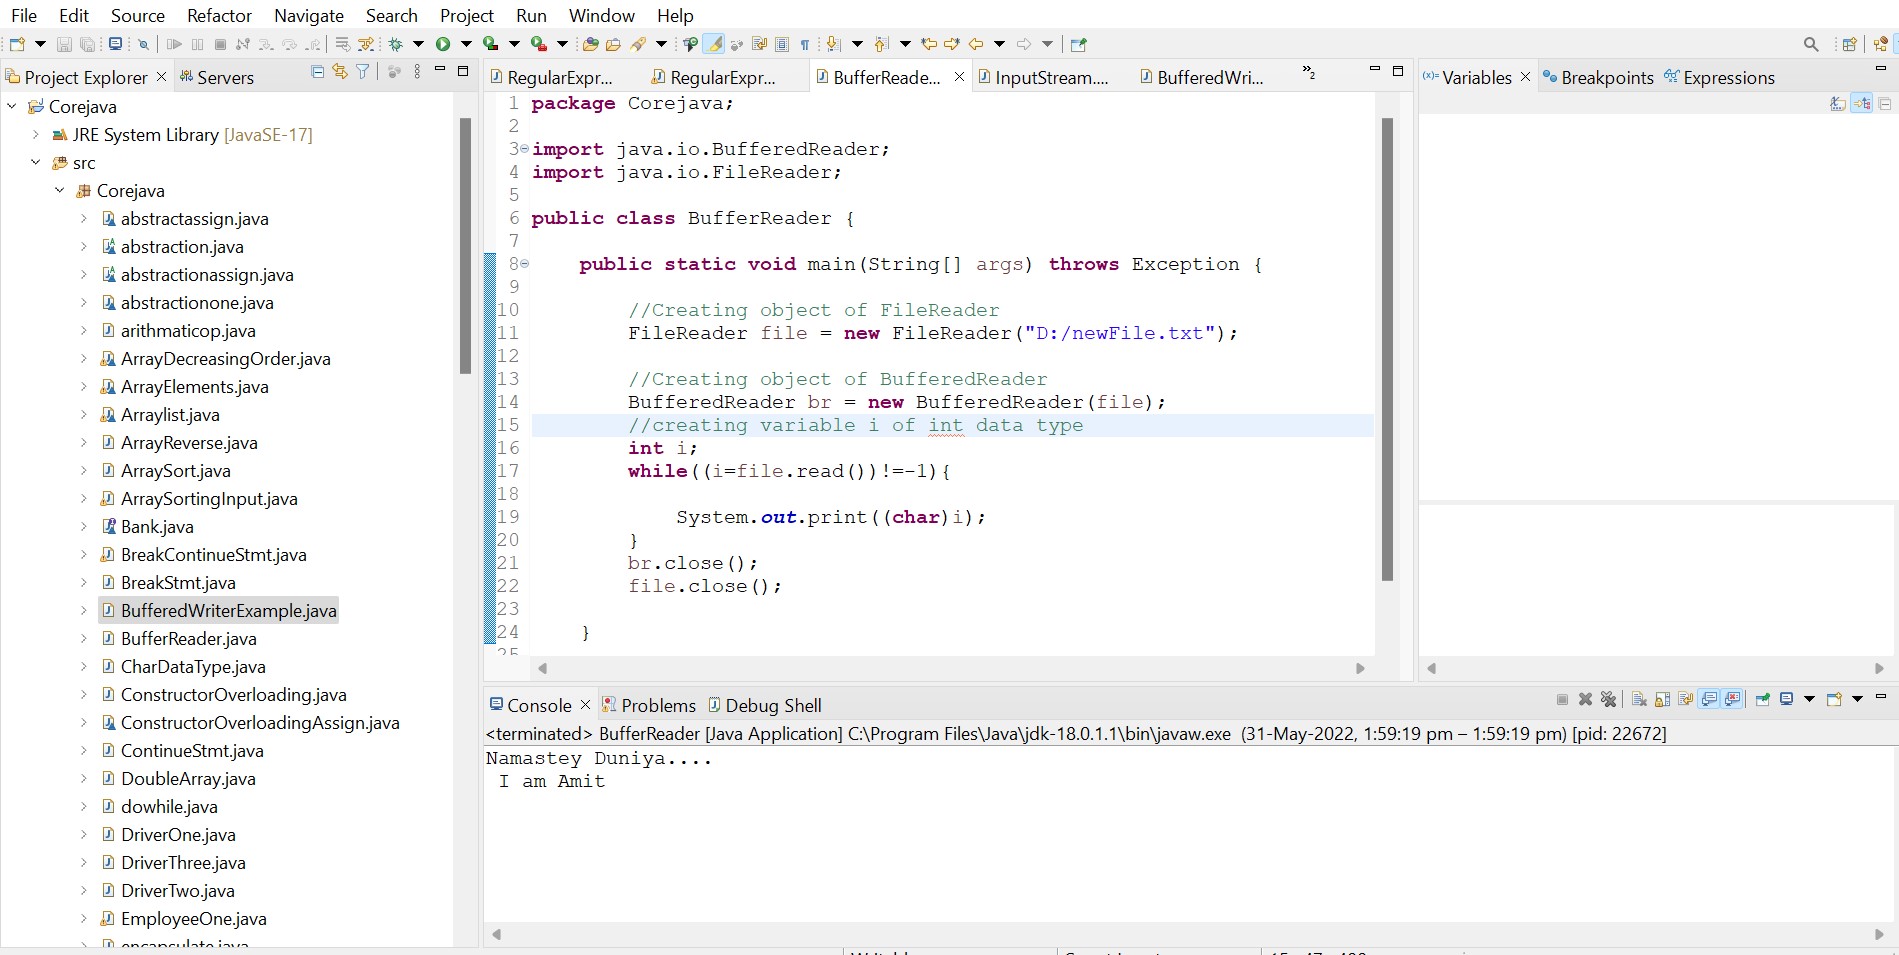 File Edit Source Refactor Navigate Search Project Run Window Help
Project Explorer Servers
Corejava
JRE System Library [JavaSE-17]
src
Corejava
abstractassign.java
abstraction.java
abstractionassign.java
abstractionone.java
arithmaticop.java
ArrayDecreasingOrder.java
ArrayElements.java
Arraylist.java
ArrayReverse.java
ArraySort.java
ArraySortingInput.java
Bank.java
BreakContinueStmt.java
BreakStmt.java
BufferedWriterExample.java
BufferReader.java
CharDataType.java
ConstructorOverloading.java
ConstructorOverloadingAssign.java
ContinueStmt.java
DoubleArray.java
dowhile.java
DriverOne.java
DriverThree.java
DriverTwo.java
EmployeeOne.java
encapsulate.java
RegularExpr... RegularExpr... BufferReade... InputStream.... BufferedWri... »2
1 package Corejava;
2
3 import java.io.BufferedReader;
4 import java.io.FileReader;
5
6 public class BufferReader {
7
8 public static void main(String[] args) throws Exception {
9
10 //Creating object of FileReader
11 FileReader file = new FileReader("D:/newFile.txt");
12
13 //Creating object of BufferedReader
14 BufferedReader br = new BufferedReader(file);
15 //creating variable i of int data type
16 int i;
17 while((i=file.read())!=-1){
18
19 System.out.print((char)i);
20 }
21 br.close();
22 file.close();
23
24 }
25
(x)= Variables Breakpoints Expressions
Console Problems Debug Shell
<terminated> BufferReader [Java Application] C:\Program Files\Java\jdk-18.0.1.1\bin\javaw.exe (31-May-2022, 1:59:19 pm – 1:59:19 pm) [pid: 22672]
Namastey Duniya....
I am Amit